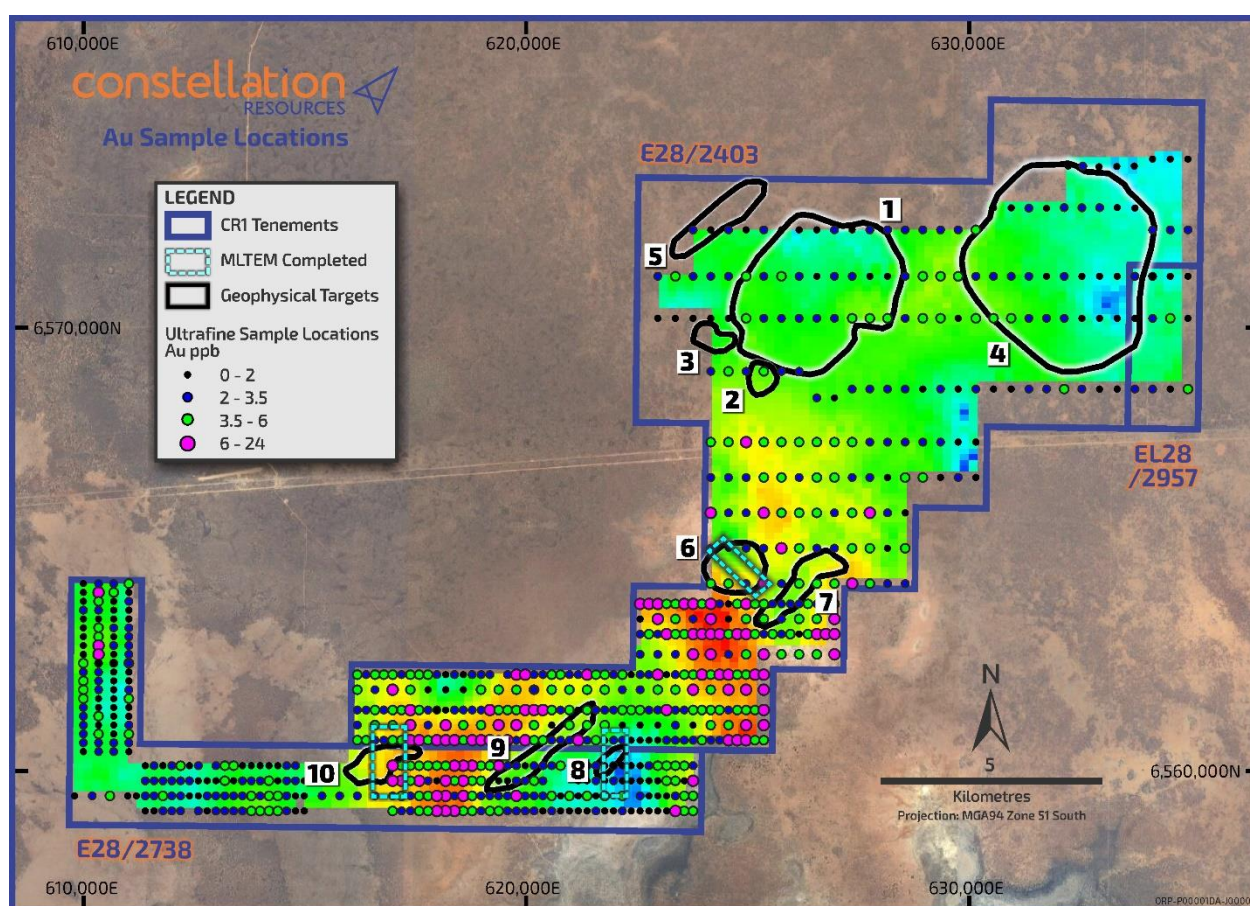 610,000E
620,000E
630,000E
constellation
RESOURCES
Au Sample Locations
E28/2403
LEGEND
CR1 Tenements
MLTEM Completed
Geophysical Targets
Ultrafine Sample Locations
Au ppb
0 - 2
2 - 3.5
3.5 - 6
6 - 24
1
5
6,570,000N
3
4
2
EL28
/2957
6
7
N
9
8
10
5
Kilometres
Projection: MGA94 Zone 51 South
6,560,000N
E28/2738
610,000E
620,000E
630,000E